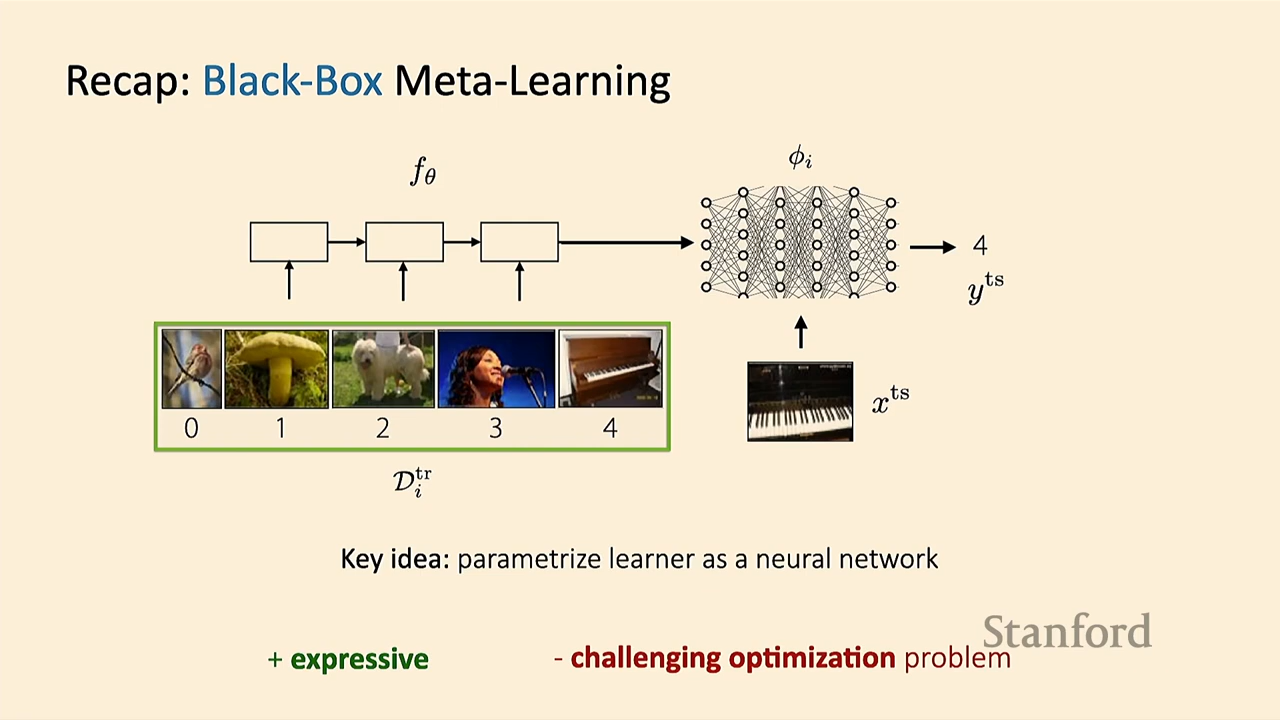 Recap: Black-Box Meta-Learning
f_θ
ϕ_i
4
y^ts
x^ts
0 1 2 3 4
𝒟_i^tr
Key idea: parametrize learner as a neural network
Stanford
+ expressive
- challenging optimization problem